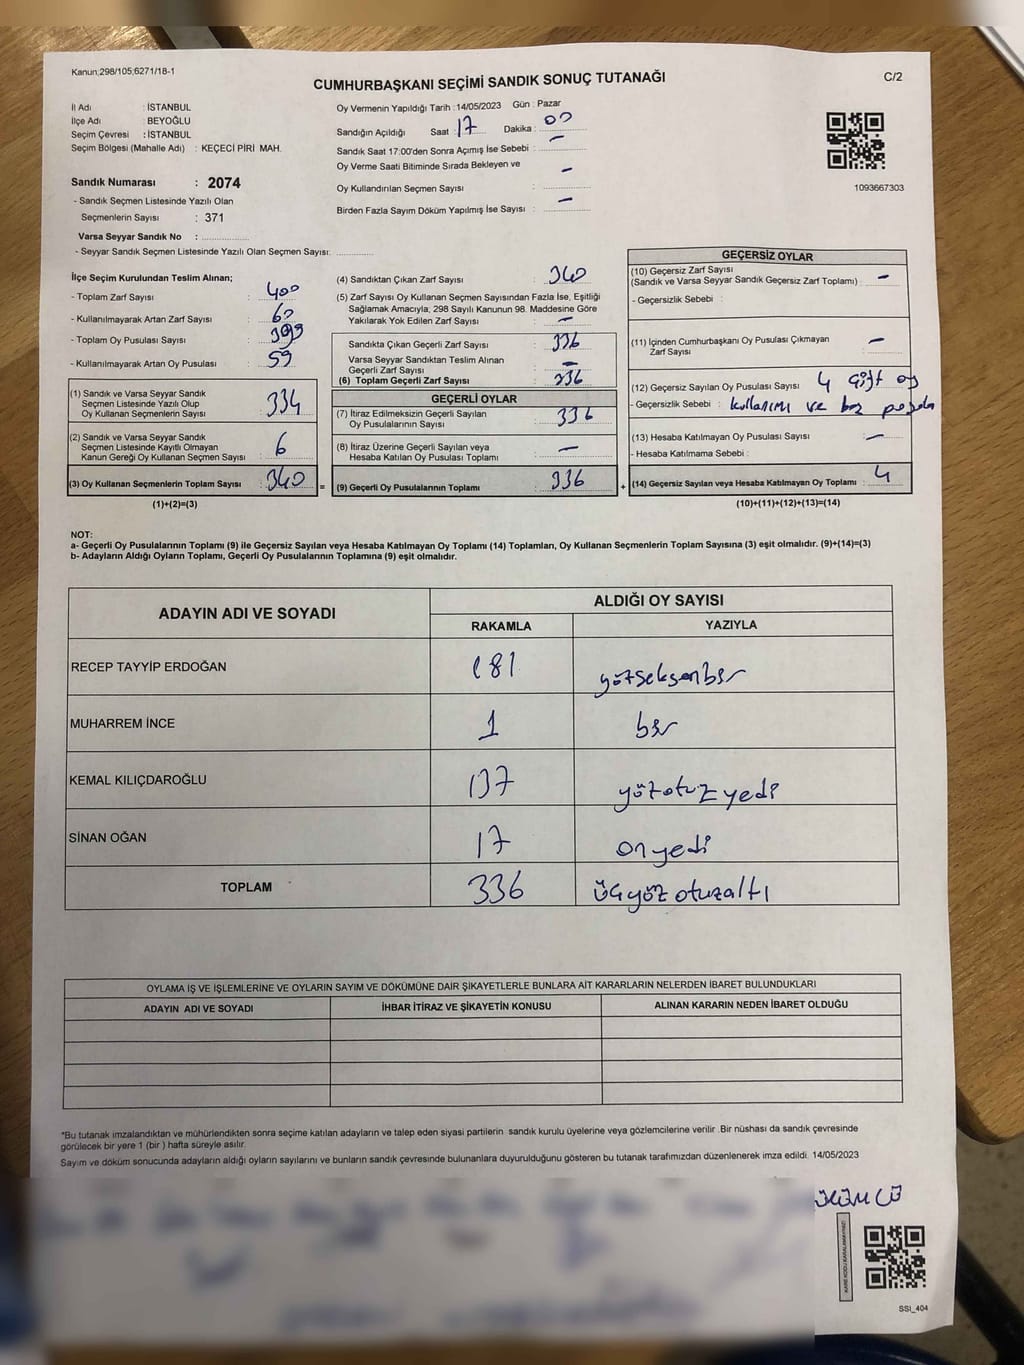 Kanun;298/105;6271/18-1
CUMHURBAŞKANI SEÇİMİ SANDIK SONUÇ TUTANAĞI
C/2
İl Adı : İSTANBUL
İlçe Adı : BEYOĞLU
Seçim Çevresi : İSTANBUL
Seçim Bölgesi (Mahalle Adı) : KEÇECİ PİRİ MAH.
Sandık Numarası : 2074
- Sandık Seçmen Listesinde Yazılı Olan
Seçmenlerin Sayısı : 371
Varsa Seyyar Sandık No :
- Seyyar Sandık Seçmen Listesinde Yazılı Olan Seçmen Sayısı:
Oy Vermenin Yapıldığı Tarih :14/05/2023 Gün : Pazar
Sandığın Açıldığı Saat : 17 Dakika : 00
Sandık Saat 17:00'den Sonra Açımış İse Sebebi : –
Oy Verme Saati Bitiminde Sırada Bekleyen ve
Oy Kullandırılan Seçmen Sayısı : –
Birden Fazla Sayım Döküm Yapılmış İse Sayısı : –
1093667303
İlçe Seçim Kurulundan Teslim Alınan;
- Toplam Zarf Sayısı : 400
- Kullanılmayarak Artan Zarf Sayısı : 60
- Toplam Oy Pusulası Sayısı :
- Kullanılmayarak Artan Oy Pusulası : 59
(1) Sandık ve Varsa Seyyar Sandık
Seçmen Listesinde Yazılı Olup
Oy Kullanan Seçmenlerin Sayısı : 334
(2) Sandık ve Varsa Seyyar Sandık
Seçmen Listesinde Kayıtlı Olmayan
Kanun Gereği Oy Kullanan Seçmen Sayısı : 6
(3) Oy Kullanan Seçmenlerin Toplam Sayısı : 340
(1)+(2)=(3)
(4) Sandıktan Çıkan Zarf Sayısı : 340
(5) Zarf Sayısı Oy Kullanan Seçmen Sayısından Fazla İse, Eşitliği
Sağlamak Amacıyla; 298 Sayılı Kanunun 98. Maddesine Göre
Yakılarak Yok Edilen Zarf Sayısı : –
Sandıkta Çıkan Geçerli Zarf Sayısı : 336
Varsa Seyyar Sandıktan Teslim Alınan
Geçerli Zarf Sayısı : –
(6) Toplam Geçerli Zarf Sayısı : 336
GEÇERLİ OYLAR
(7) İtiraz Edilmeksizin Geçerli Sayılan
Oy Pusulalarının Sayısı : 336
(8) İtiraz Üzerine Geçerli Sayılan veya
Hesaba Katılan Oy Pusulası Toplamı : –
= (9) Geçerli Oy Pusulalarının Toplamı : 336 +
GEÇERSİZ OYLAR
(10) Geçersiz Zarf Sayısı
(Sandık ve Varsa Seyyar Sandık Geçersiz Zarf Toplamı) : –
- Geçersizlik Sebebi :
(11) İçinden Cumhurbaşkanı Oy Pusulası Çıkmayan
Zarf Sayısı : –
(12) Geçersiz Sayılan Oy Pusulası Sayısı : 4 çift oy
- Geçersizlik Sebebi : kullanımı ve boş pusula
(13) Hesaba Katılmayan Oy Pusulası Sayısı : –
- Hesaba Katılmama Sebebi :
(14) Geçersiz Sayılan veya Hesaba Katılmayan Oy Toplamı : 4
(10)+(11)+(12)+(13)=(14)
NOT:
a- Geçerli Oy Pusulalarının Toplamı (9) ile Geçersiz Sayılan veya Hesaba Katılmayan Oy Toplamı (14) Toplamları, Oy Kullanan Seçmenlerin Toplam Sayısına (3) eşit olmalıdır. (9)+(14)=(3)
b- Adayların Aldığı Oyların Toplamı, Geçerli Oy Pusulalarının Toplamına (9) eşit olmalıdır.
ADAYIN ADI VE SOYADI
ALDIĞI OY SAYISI
RAKAMLA YAZIYLA
RECEP TAYYİP ERDOĞAN 181 yüzseksenbir
MUHARREM İNCE 1 bir
KEMAL KILIÇDAROĞLU 137 yüzotuzyedi
SİNAN OĞAN 17 onyedi
TOPLAM 336 üçyüzotuzaltı
OYLAMA İŞ VE İŞLEMLERİNE VE OYLARIN SAYIM VE DÖKÜMÜNE DAİR ŞİKAYETLERLE BUNLARA AİT KARARLARIN NELERDEN İBARET BULUNDUKLARI
ADAYIN ADI VE SOYADI İHBAR İTİRAZ VE ŞİKAYETİN KONUSU ALINAN KARARIN NEDEN İBARET OLDUĞU
*Bu tutanak imzalandıktan ve mühürlendikten sonra seçime katılan adayların ve talep eden siyasi partilerin sandık kurulu üyelerine veya gözlemcilerine verilir .Bir nüshası da sandık çevresinde
görülecek bir yere 1 (bir ) hafta süreyle asılır.
Sayım ve döküm sonucunda adayların aldığı oyların sayılarını ve bunların sandık çevresinde bulunanlara duyurulduğunu gösteren bu tutanak tarafımızdan düzenlenerek imza edildi. 14/05/2023
KARE KODU KARALAMAYINIZ!
SSİ_404